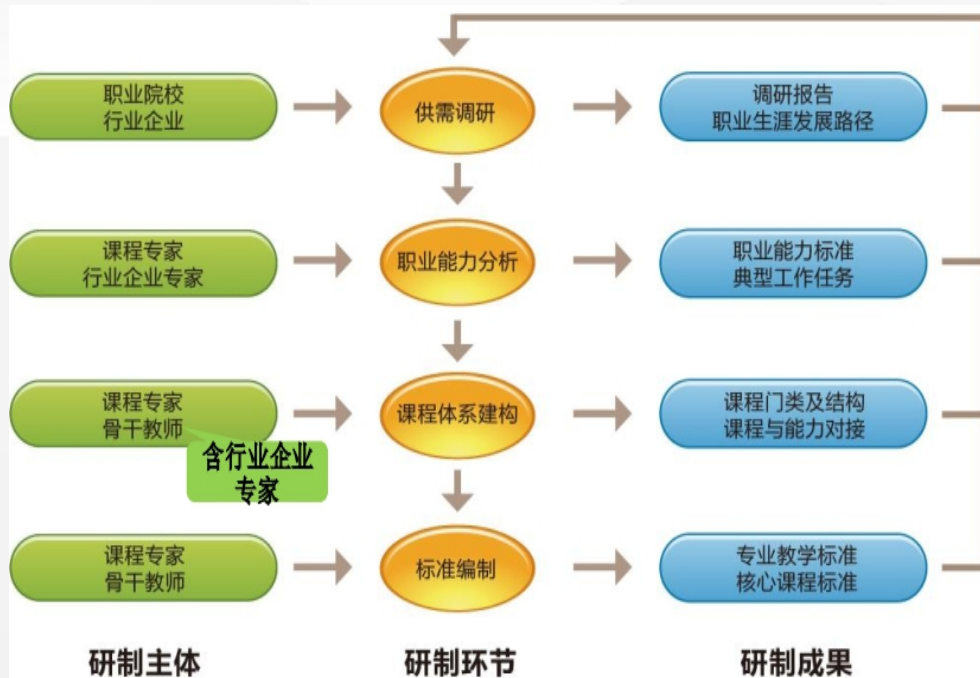 职业院校
行业企业
供需调研
调研报告
职业生涯发展路径
课程专家
行业企业专家
职业能力分析
职业能力标准
典型工作任务
课程专家
骨干教师
含行业企业
专家
课程体系建构
课程门类及结构
课程与能力对接
课程专家
骨干教师
标准编制
专业教学标准
核心课程标准
研制主体
研制环节
研制成果